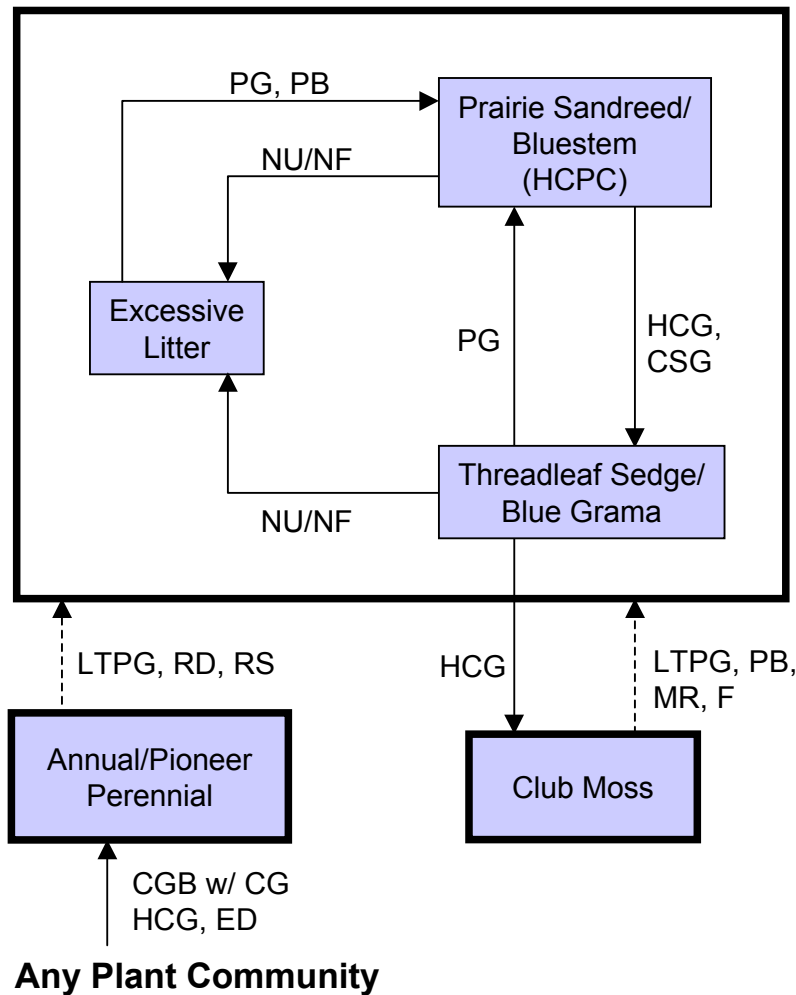 PG, PB
Prairie Sandreed/
Bluestem
(HCPC)
NU/NF
Excessive
Litter
PG
HCG,
CSG
Threadleaf Sedge/
Blue Grama
NU/NF
LTPG, RD, RS
HCG
LTPG, PB,
MR, F
Annual/Pioneer
Perennial
Club Moss
CGB w/ CG
HCG, ED
Any Plant Community